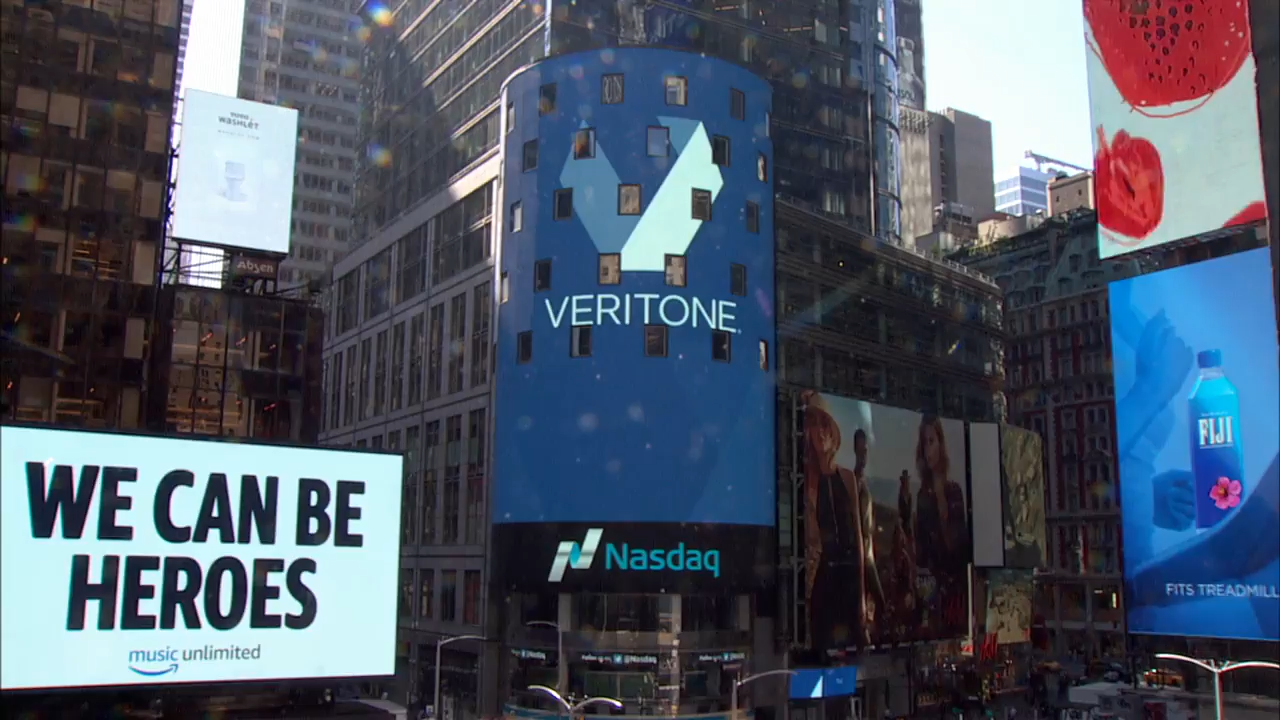 WASHLET
Absen
VERITONE
WE CAN BE
HEROES
music unlimited
Nasdaq
FIJI
FITS TREADMILL